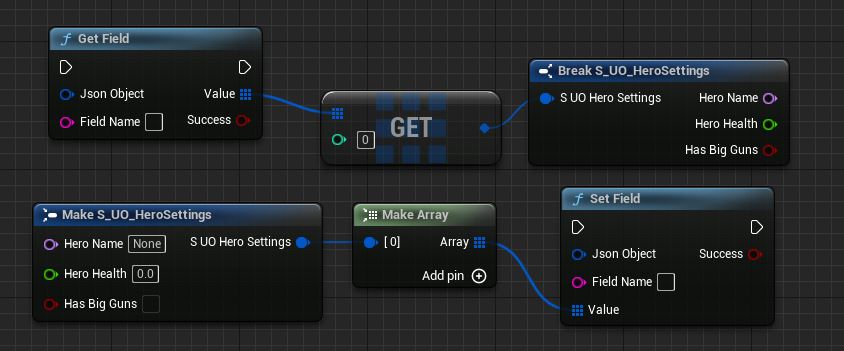 Get Field
Json Object Value
Field Name Success
0
GET
Break S_UO_HeroSettings
S UO Hero Settings Hero Name
Hero Health
Has Big Guns
Make S_UO_HeroSettings
Hero Name None S UO Hero Settings
Hero Health 0.0
Has Big Guns
Make Array
[0] Array
Add pin
Set Field
Json Object Success
Field Name
Value